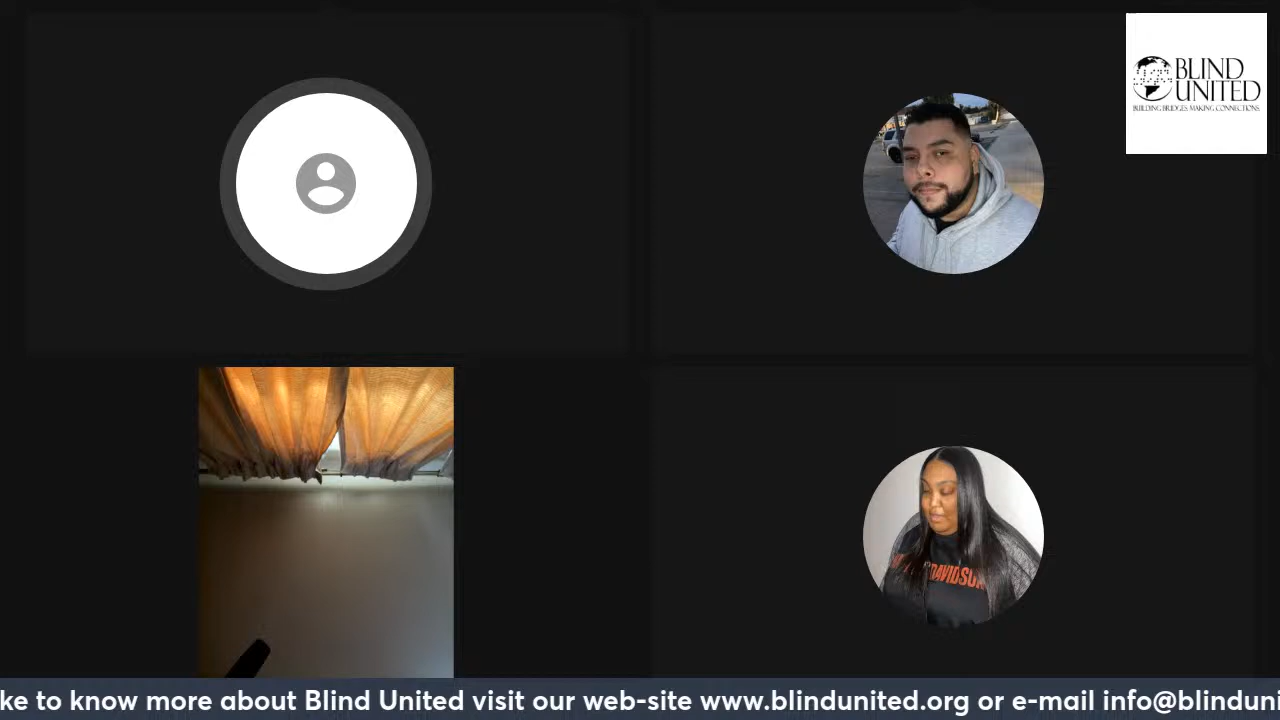 BLIND
UNITED
BUILDING BRIDGES. MAKING CONNECTIONS.
DAVIDSON
ke to know more about Blind United visit our web-site www.blindunited.org or e-mail info@blinduni